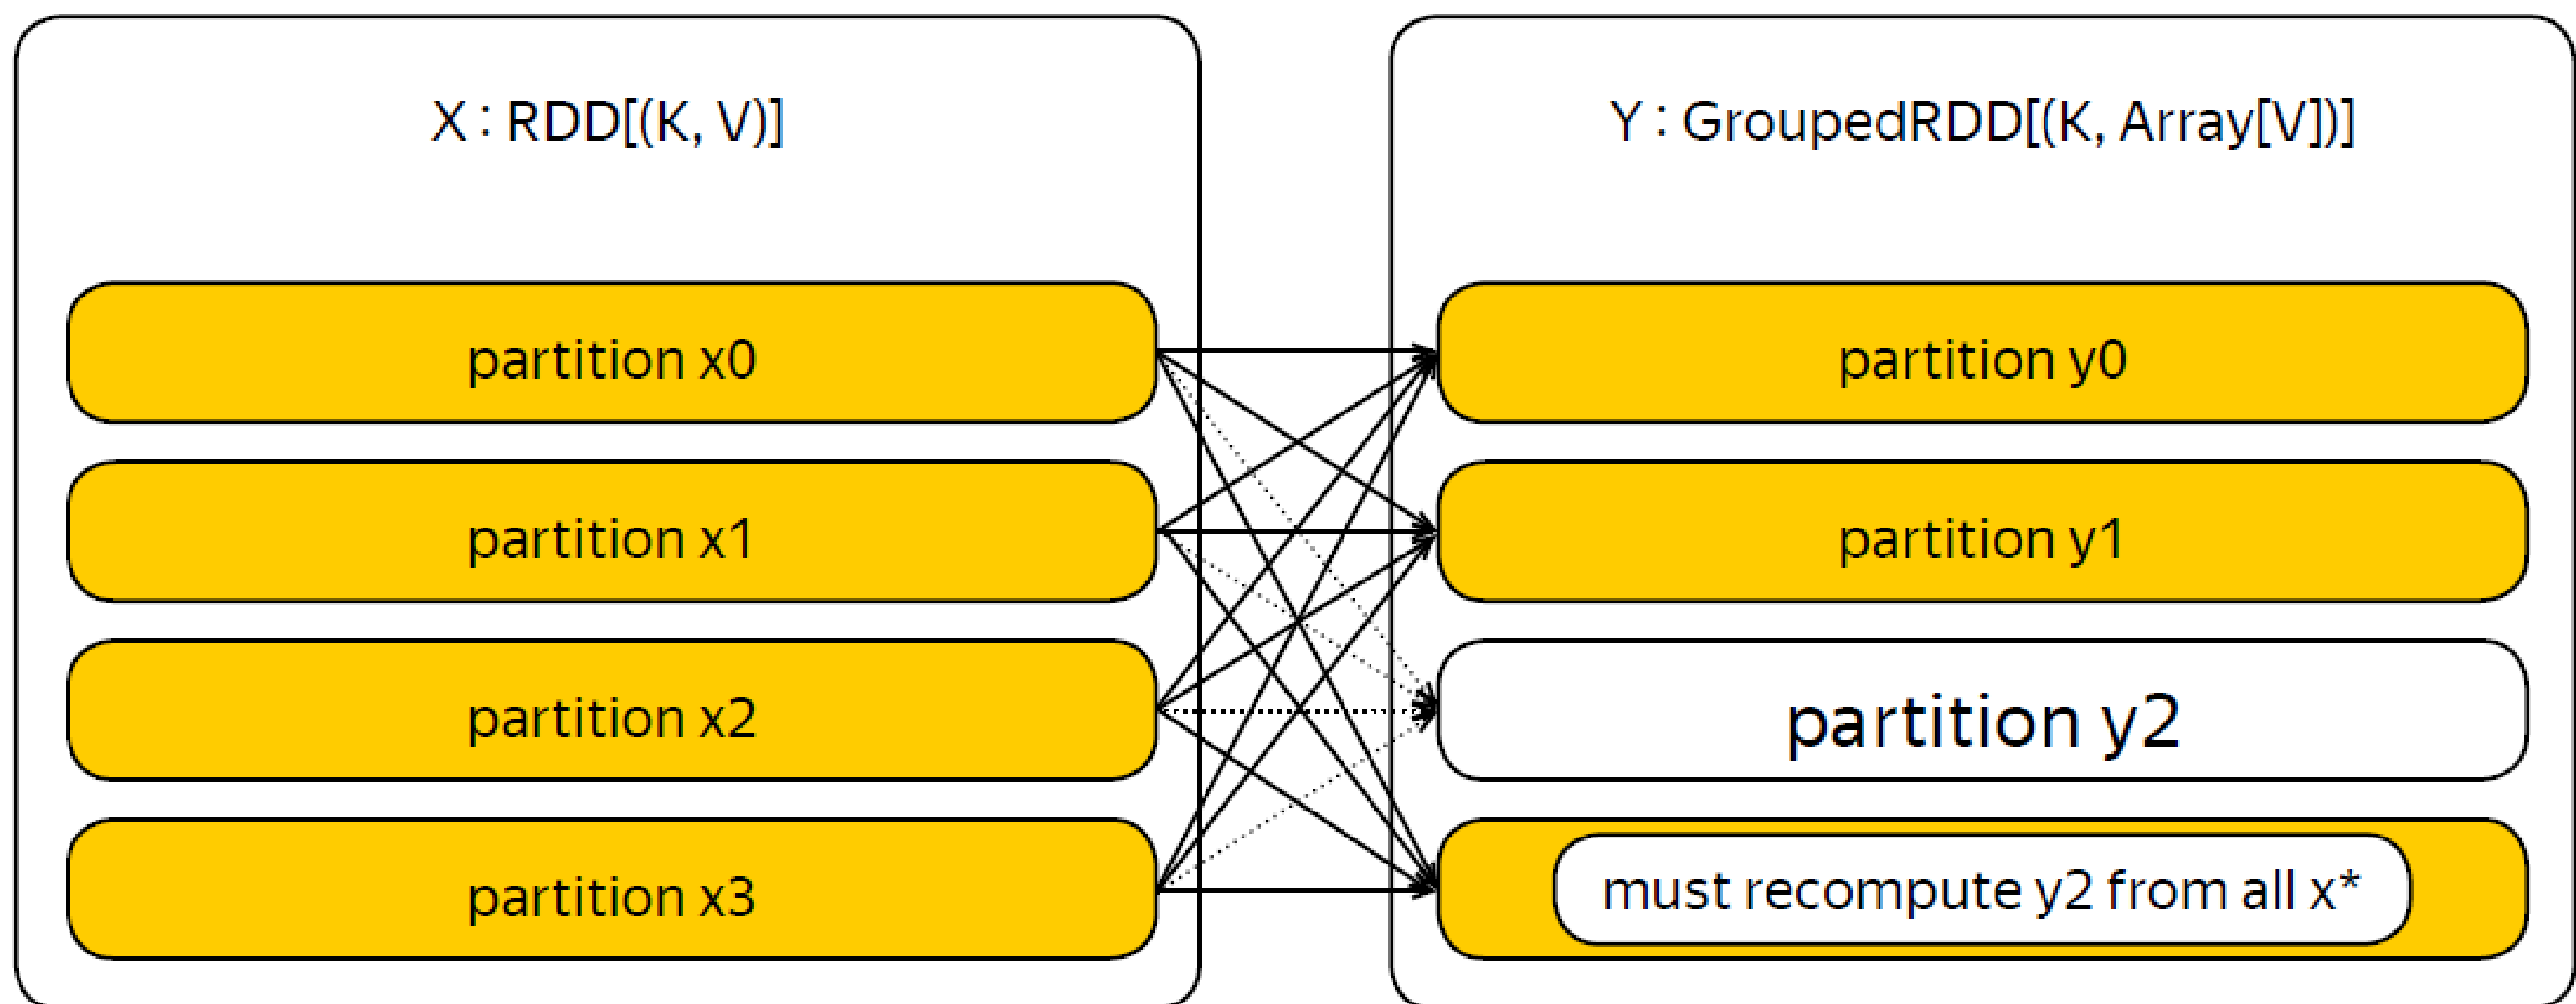 X : RDD[(K, V)]
partition x0
partition x1
partition x2
partition x3
Y : GroupedRDD[(K, Array[V])]
partition y0
partition y1
partition y2
must recompute y2 from all x*